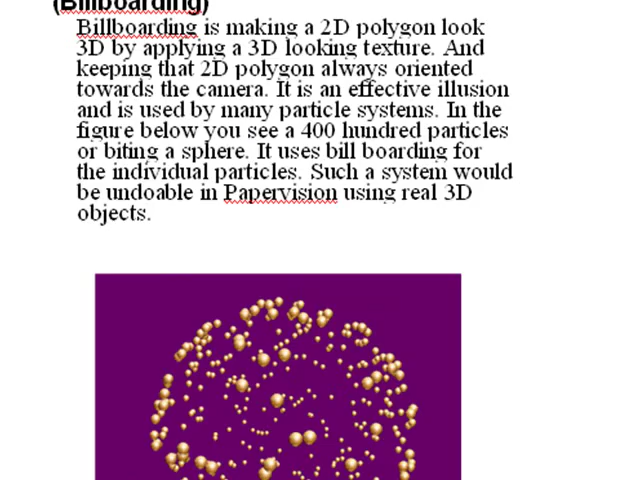 (Billboarding)
Billboarding is making a 2D polygon look
3D by applying a 3D looking texture. And
keeping that 2D polygon always oriented
towards the camera. It is an effective illusion
and is used by many particle systems. In the
figure below you see a 400 hundred particles
or biting a sphere. It uses bill boarding for
the individual particles. Such a system would
be undoable in Papervision using real 3D
objects.